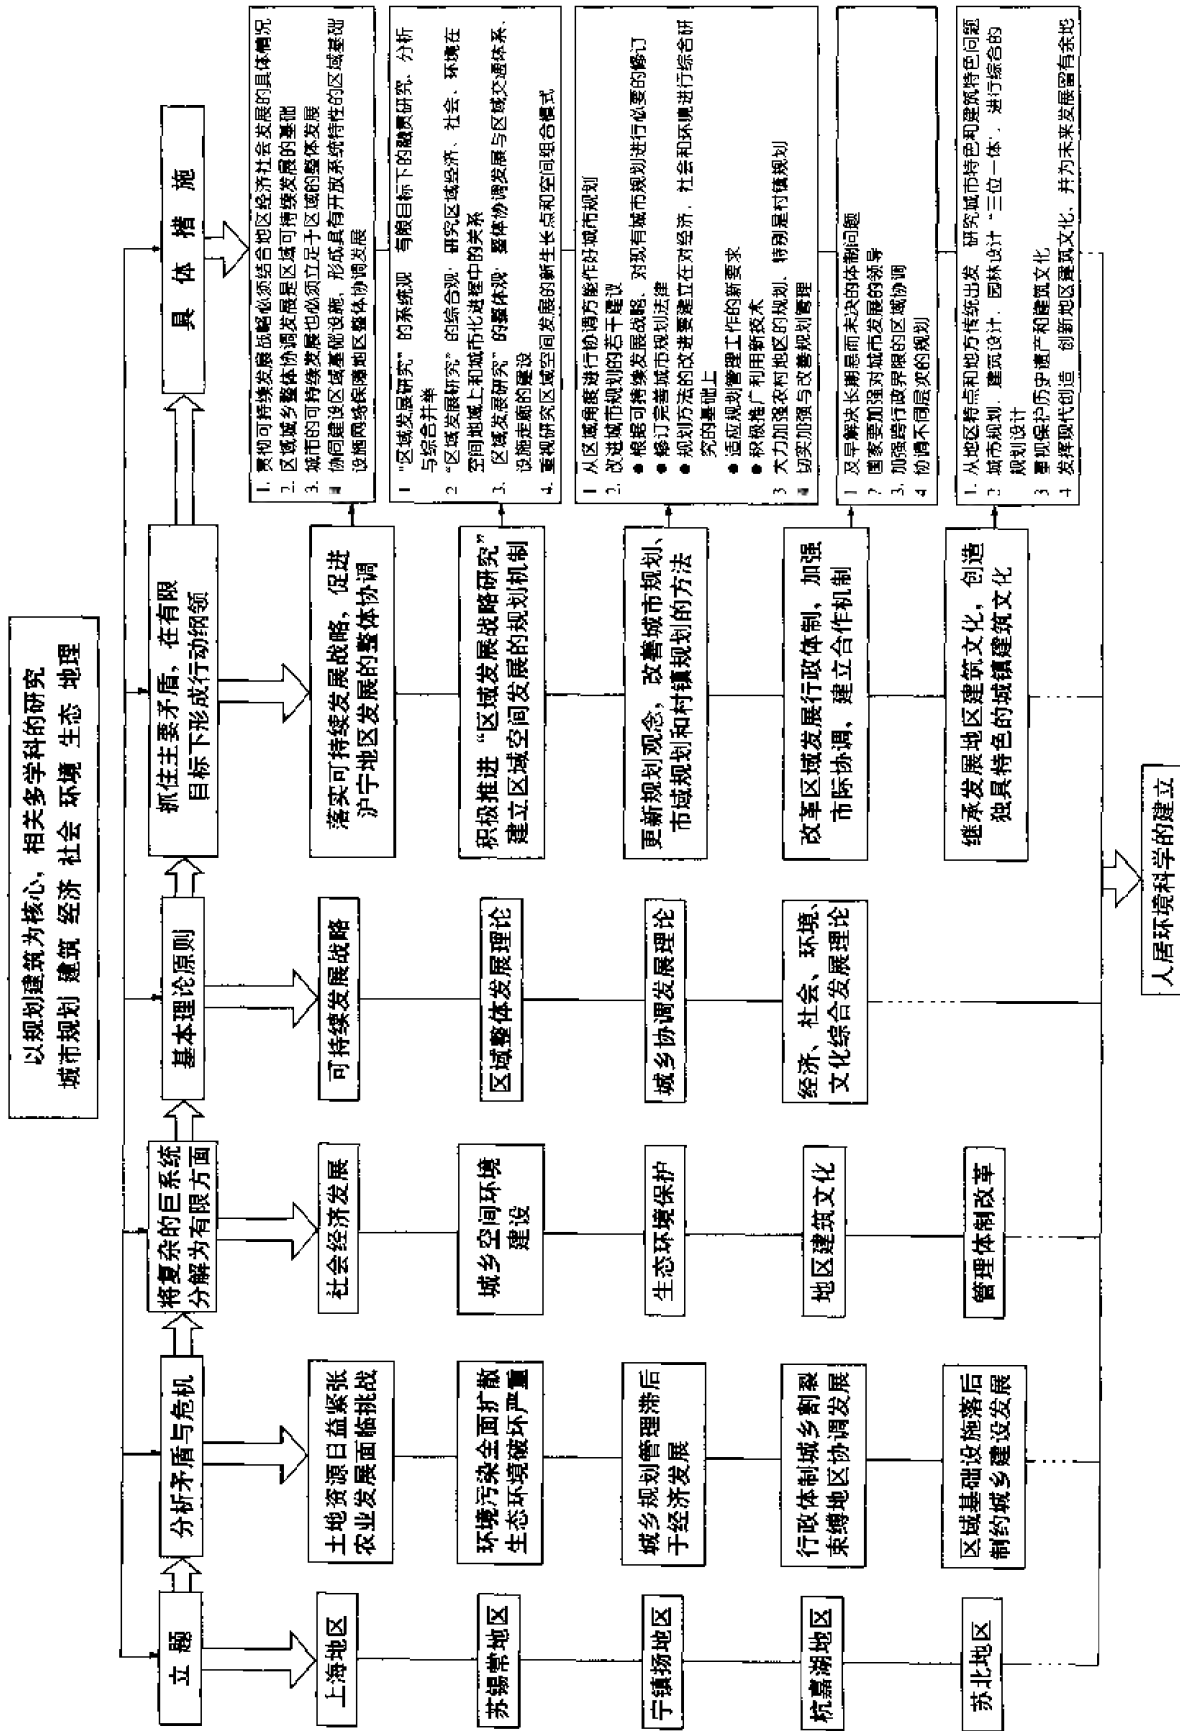 以规划建筑为核心，相关多学科的研究
城市规划 建筑 经济 社会 环境 生态 地理
立题
分析矛盾与危机
将复杂的巨系统
分解为有限方面
基本理论原则
抓住主要矛盾，在有限
目标下形成行动纲领
具体措施
上海地区
苏锡常地区
宁镇扬地区
杭嘉湖地区
苏北地区
土地资源日益紧张
农业发展面临挑战
环境污染全面扩散
生态环境破坏严重
城乡规划管理滞后
于经济发展
行政体制城乡割裂
束缚地区协调发展
区域基础设施落后
制约城乡建设发展
社会经济发展
城乡空间环境
建设
生态环境保护
地区建筑文化
管理体制改革
可持续发展战略
区域整体发展理论
城乡协调发展理论
经济、社会、环境、
文化综合发展理论
落实可持续发展战略，促进
沪宁地区发展的整体协调
积极推进“区域发展战略研究”
建立区域空间发展的规划机制
更新规划观念，改善城市规划、
市域规划和村镇规划的方法
改革区域发展行政体制，加强
市际协调，建立合作机制
继承发展地区建筑文化，创造
独具特色的城镇建筑文化
1. 贯彻可持续发展战略必须结合地区经济社会发展的具体情况
2. 区域城乡整体协调发展是区域可持续发展的基础
3. 城市的可持续发展也必须立足于区域的整体发展
4 协同建设区域基础设施，形成具有开放系统特性的区域基础
设施网络保障地区整体协调发展
1 “区域发展研究”的系统观 有限目标下的融贯研究、分析
与综合并举
2 “区域发展研究”的综合观：研究区域经济、社会、环境在
空间地域上和城市化进程中的关系
3. 区域发展研究”的整体观：整体协调发展与区域交通体系、
设施走廊的建设
4. 重视研究区域空间发展的新生长点和空间组合模式
1 从区域角度进行协调方能作好城市规划
2. 改进城市规划的若干建议
● 根据可持续发展战略、对现有城市规划进行必要的修订
● 修订完善城市规划法律
● 规划方法的改进要建立在对经济、社会和环境进行综合研
究的基础上
● 适应规划管理工作的新要求
● 积极推广利用新技术
3 大力加强农村地区的规划、特别是村镇规划
4 切实加强与改善规划管理
1 及早解决长期悬而未决的体制问题
2 国家要加强对城市发展的领导
3. 加强跨行政界限的区域协调
4 协调不同层次的规划
1. 从地区特点和地方传统出发 研究城市特色和建筑特色问题
2 城市规划、建筑设计、园林设计“三位一体”，进行综合的
规划设计
3 重视保护历史遗产和建筑文化
4 发挥现代创造 创新地区建筑文化，并为未来发展留有余地
人居环境科学的建立